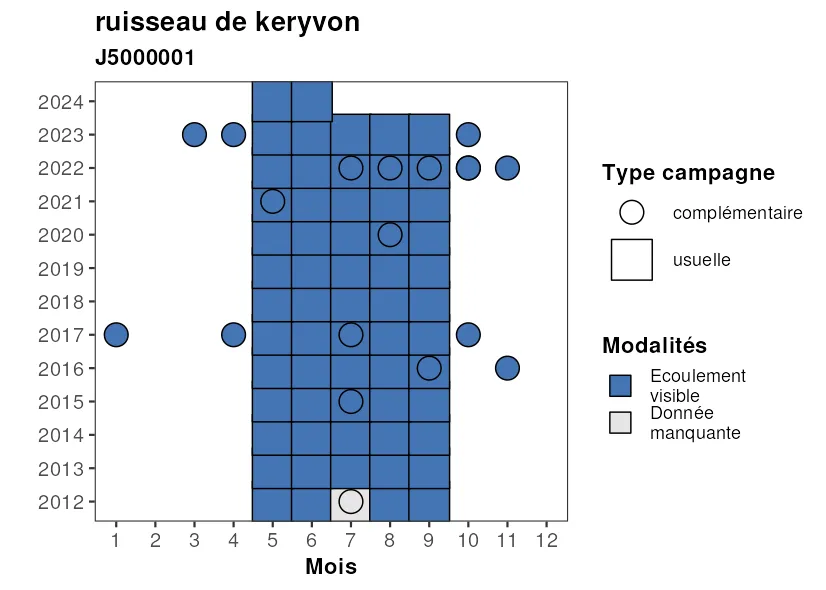 ruisseau de keryvon
J5000001
2024
2023
2022
2021
2020
2019
2018
2017
2016
2015
2014
2013
2012
1 2 3 4 5 6 7 8 9 10 11 12
Mois
Type campagne
complémentaire
usuelle
Modalités
Ecoulement
visible
Donnée
manquante